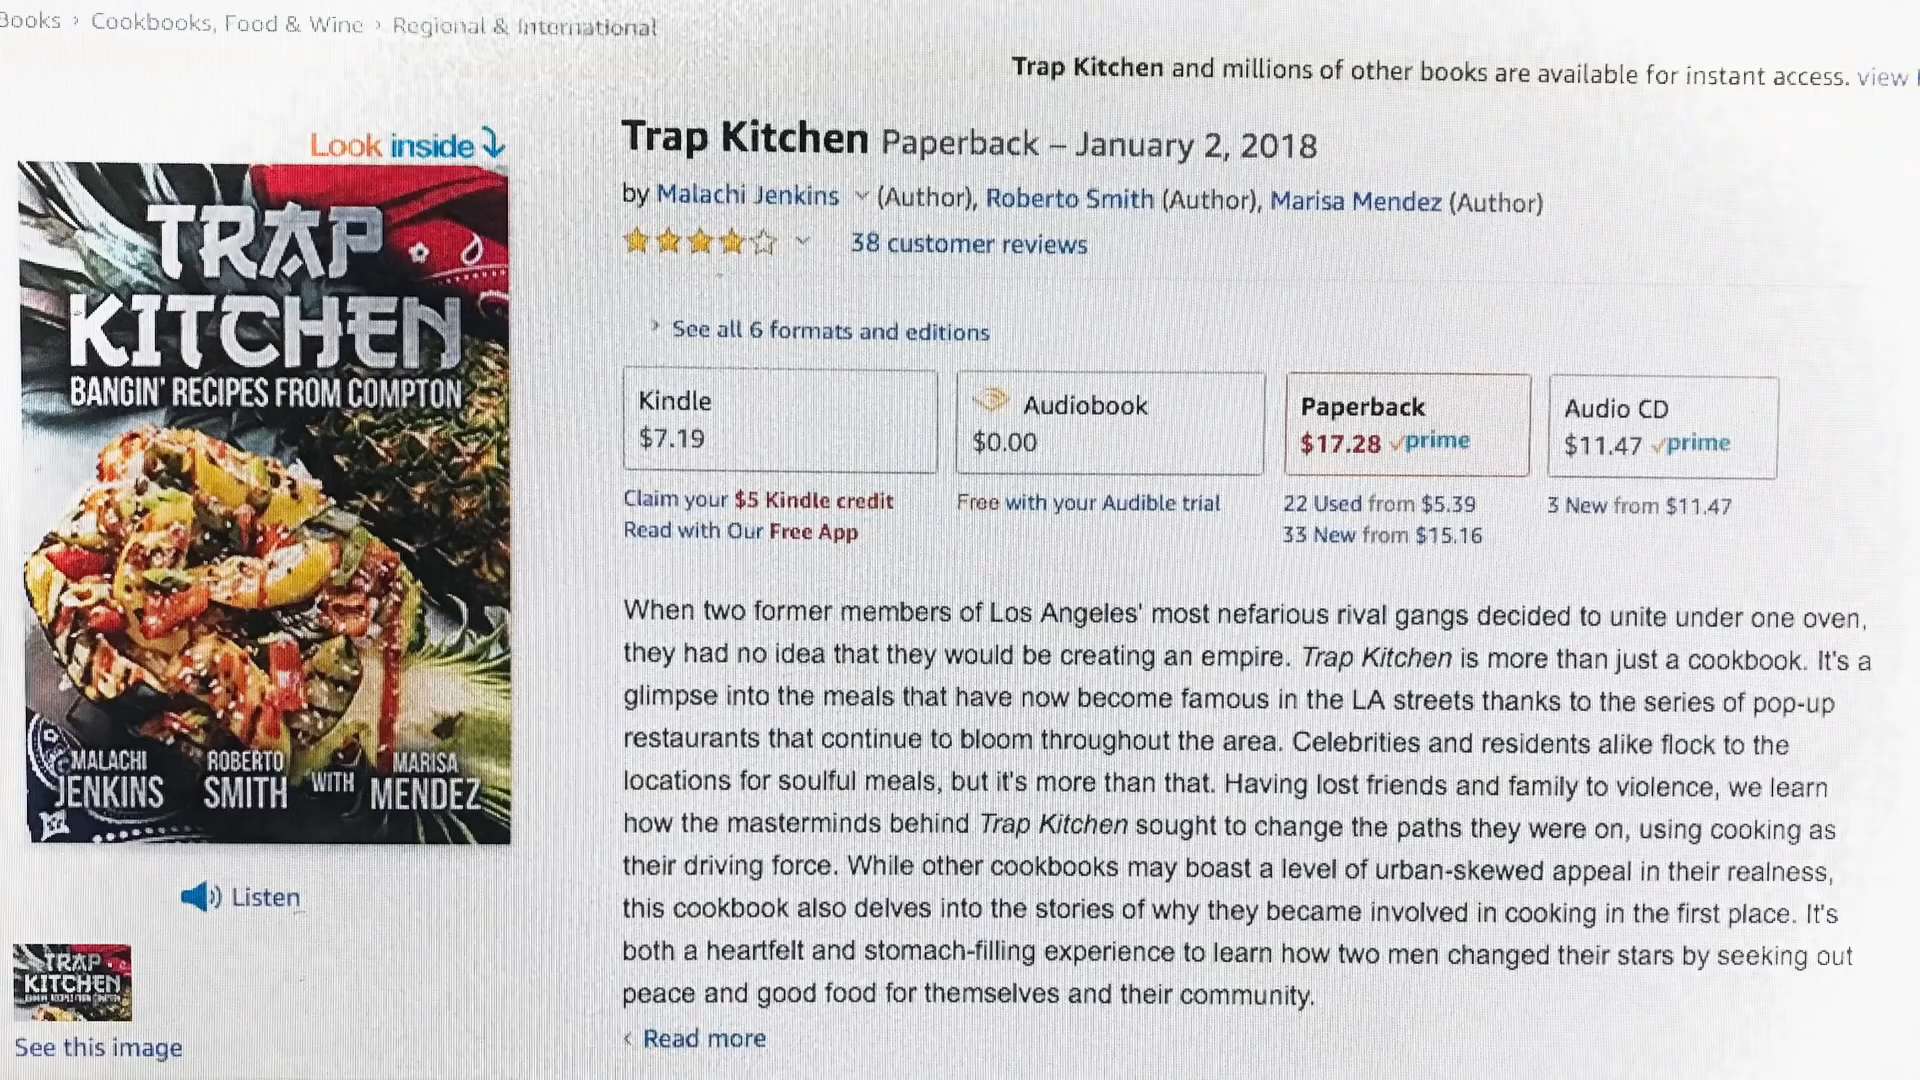 Books › Cookbooks, Food & Wine › Regional & International
Trap Kitchen and millions of other books are available for instant access. view
Look inside
Trap Kitchen Paperback – January 2, 2018
by Malachi Jenkins (Author), Roberto Smith (Author), Marisa Mendez (Author)
38 customer reviews
› See all 6 formats and editions
TRAP
KITCHEN
BANGIN' RECIPES FROM COMPTON
MALACHI JENKINS ROBERTO SMITH WITH MARISA MENDEZ
Kindle
$7.19
Claim your $5 Kindle credit
Read with Our Free App
Audiobook
$0.00
Free with your Audible trial
Paperback
$17.28 prime
22 Used from $5.39
33 New from $15.16
Audio CD
$11.47 prime
3 New from $11.47
When two former members of Los Angeles' most nefarious rival gangs decided to unite under one oven,
they had no idea that they would be creating an empire. Trap Kitchen is more than just a cookbook. It's a
glimpse into the meals that have now become famous in the LA streets thanks to the series of pop-up
restaurants that continue to bloom throughout the area. Celebrities and residents alike flock to the
locations for soulful meals, but it's more than that. Having lost friends and family to violence, we learn
how the masterminds behind Trap Kitchen sought to change the paths they were on, using cooking as
their driving force. While other cookbooks may boast a level of urban-skewed appeal in their realness,
this cookbook also delves into the stories of why they became involved in cooking in the first place. It's
both a heartfelt and stomach-filling experience to learn how two men changed their stars by seeking out
peace and good food for themselves and their community.
‹ Read more
Listen
TRAP
KITCHEN
See this image